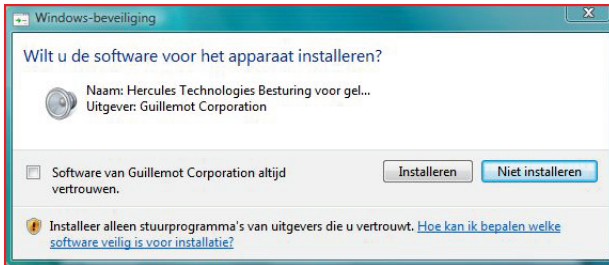 Windows-beveiliging
Wilt u de software voor het apparaat installeren?
Naam: Hercules Technologies Besturing voor gel...
Uitgever: Guillemot Corporation
Software van Guillemot Corporation altijd
vertrouwen.
Installeren
Niet installeren
Installeer alleen stuurprogramma's van uitgevers die u vertrouwt. Hoe kan ik bepalen welke
software veilig is voor installatie?